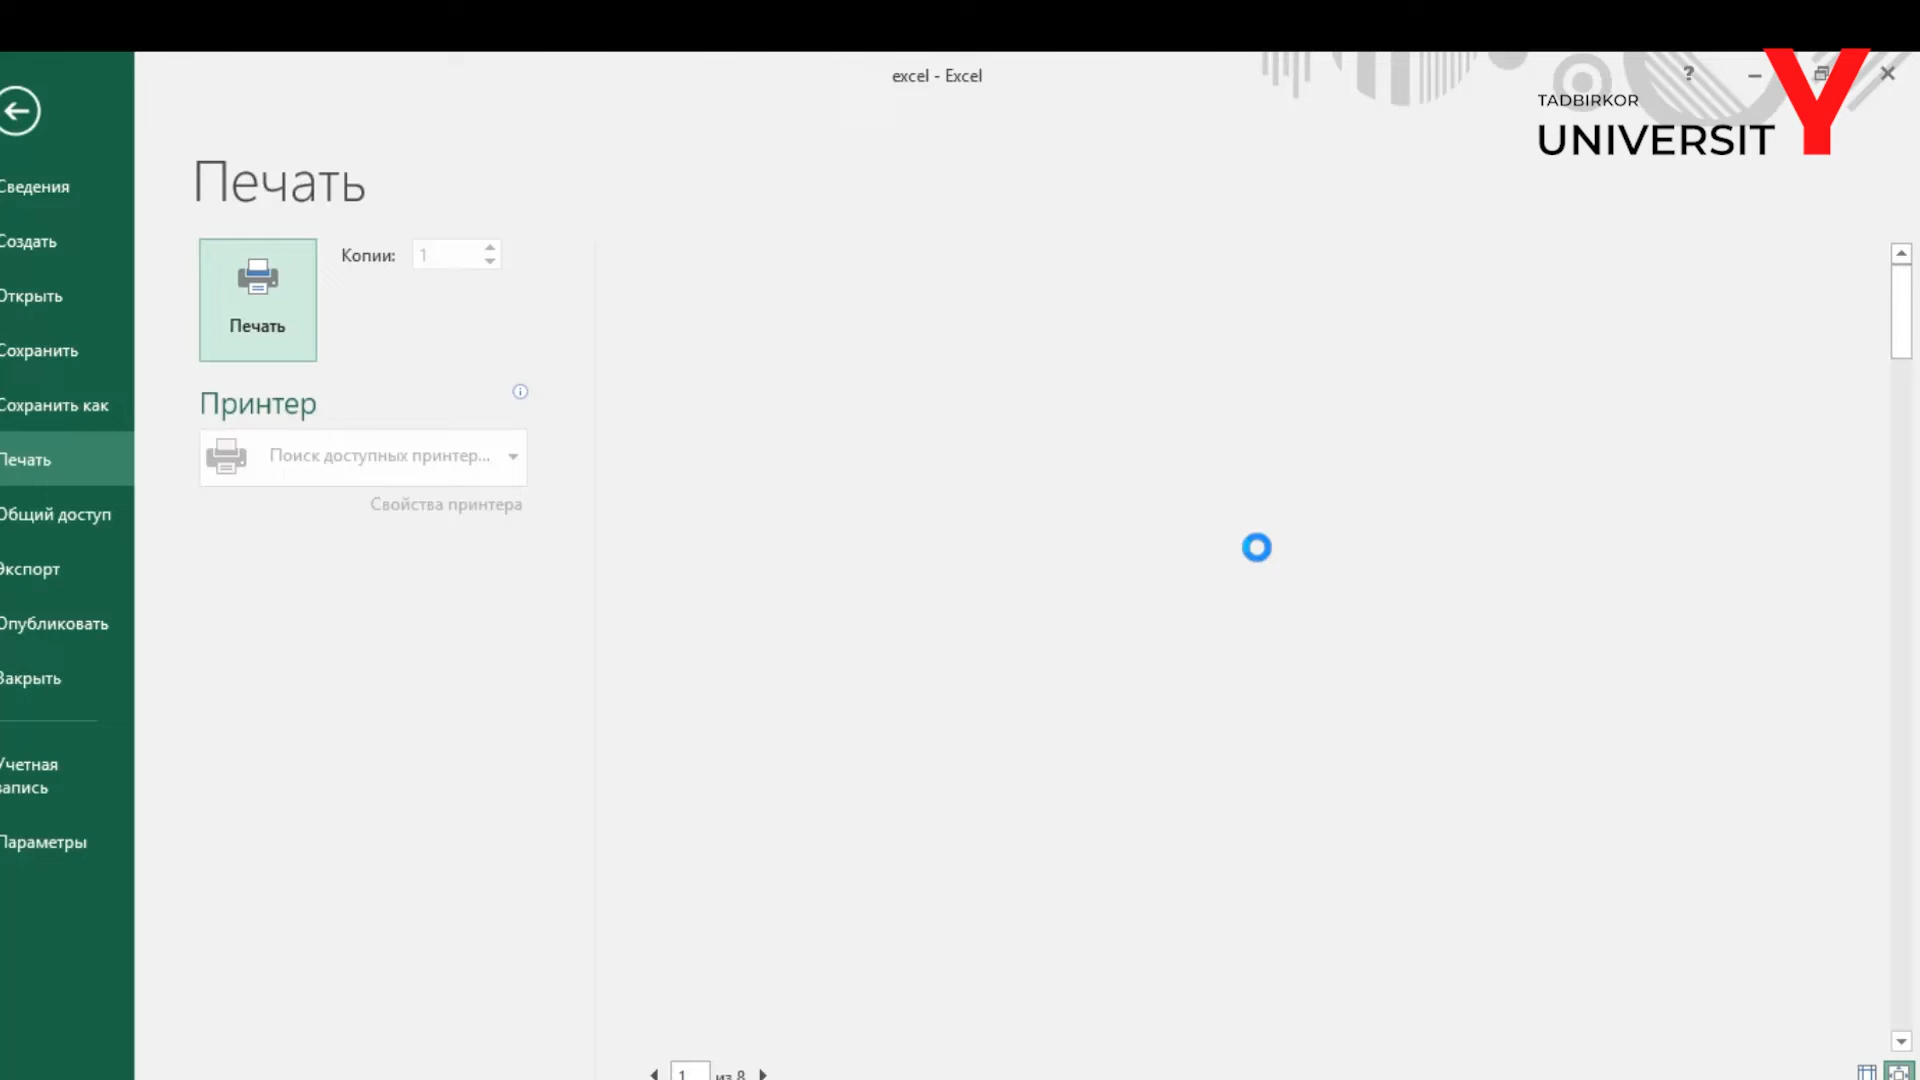 excel - Excel
?
TADBIRKOR
UNIVERSITY
Печать
Сведения
Создать
Открыть
Сохранить
Сохранить как
Печать
Общий доступ
Экспорт
Опубликовать
Закрыть
Учетная
запись
Параметры
Печать
Копии: 1
Принтер
Поиск доступных принтер...
Свойства принтера
1 из 8